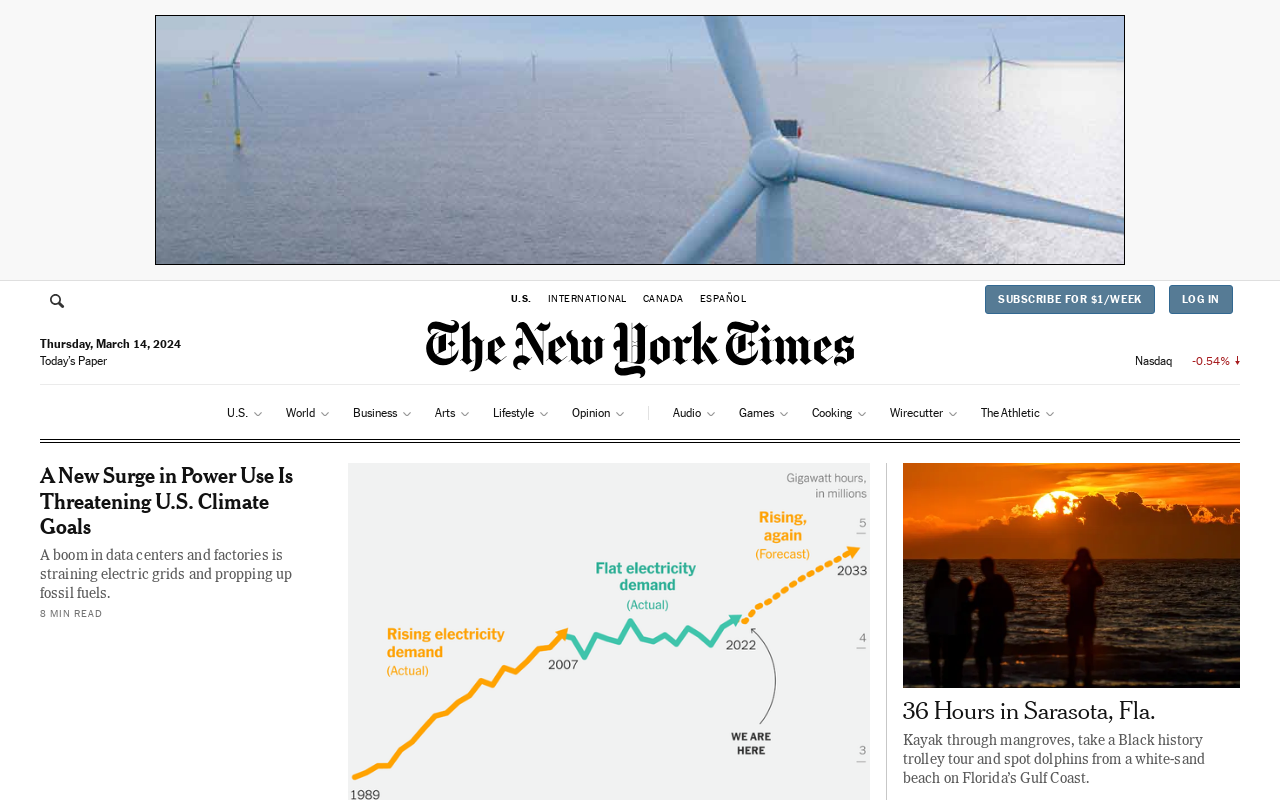 U.S. INTERNATIONAL CANADA ESPAÑOL
SUBSCRIBE FOR $1/WEEK
LOG IN
Thursday, March 14, 2024
Today's Paper
The New York Times
Nasdaq -0.54%
U.S. World Business Arts Lifestyle Opinion Audio Games Cooking Wirecutter The Athletic
A New Surge in Power Use Is
Threatening U.S. Climate
Goals
A boom in data centers and factories is
straining electric grids and propping up
fossil fuels.
8 MIN READ
Gigawatt hours,
in millions
Rising,
again
(Forecast)
5
2033
Flat electricity
demand
(Actual)
Rising electricity
demand
(Actual)
2007
2022
4
WE ARE
HERE
3
1989
36 Hours in Sarasota, Fla.
Kayak through mangroves, take a Black history
trolley tour and spot dolphins from a white-sand
beach on Florida's Gulf Coast.